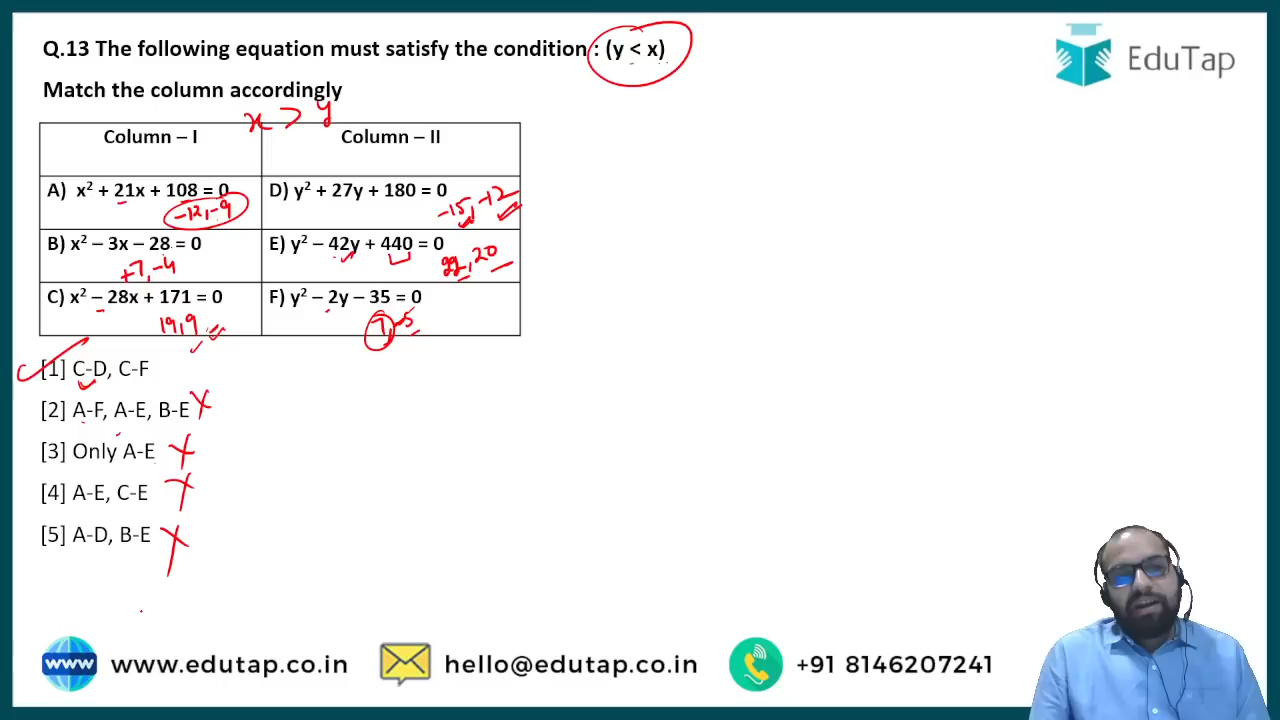 Q.13 The following equation must satisfy the condition : (y < x)
EduTap
Match the column accordingly
x > y
Column – I Column – II
A) x² + 21x + 108 = 0 D) y² + 27y + 180 = 0
-12, -9 -15, -12
B) x² – 3x – 28 = 0 E) y² – 42y + 440 = 0
+7, -4 22, 20
C) x² – 28x + 171 = 0 F) y² – 2y – 35 = 0
19, 9 7, -5
[1] C-D, C-F
[2] A-F, A-E, B-E
[3] Only A-E
[4] A-E, C-E
[5] A-D, B-E
www www.edutap.co.in hello@edutap.co.in +91 8146207241